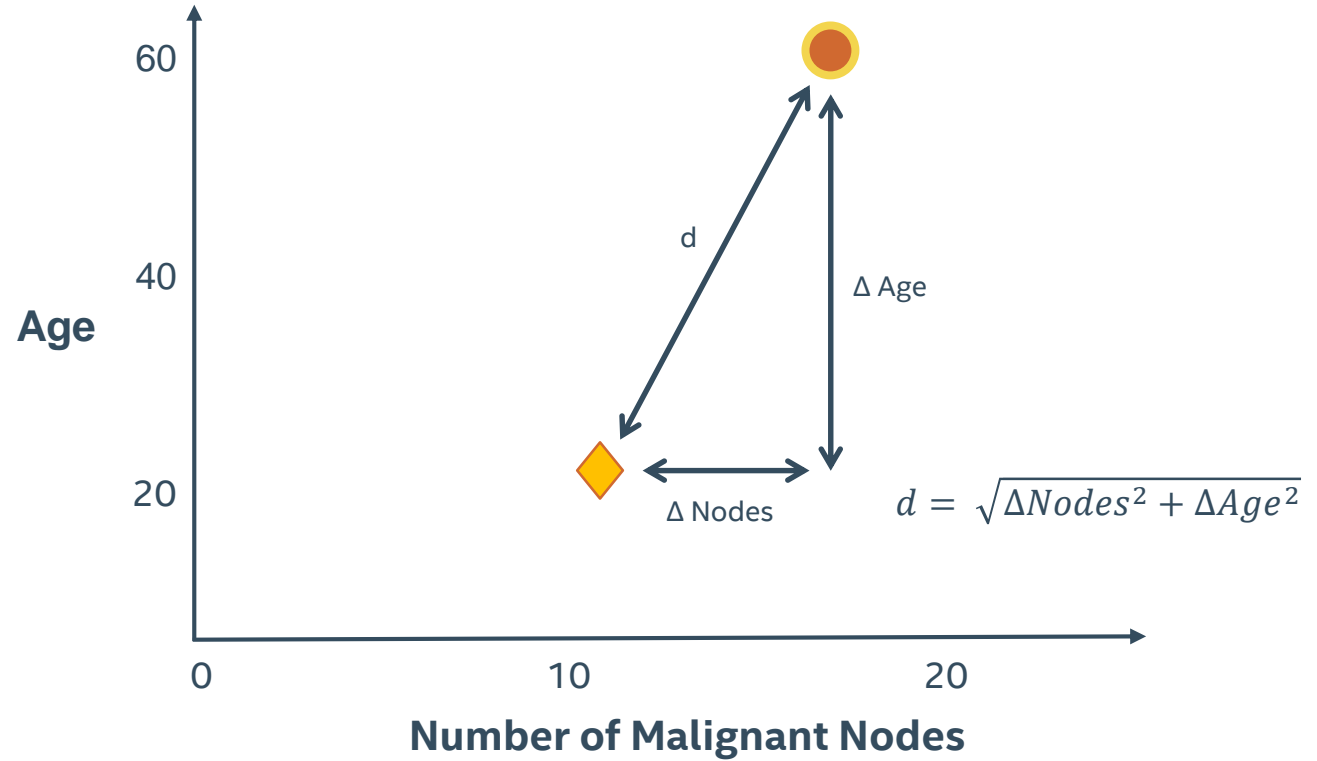 60
d
40
Δ Age
Age
20
Δ Nodes
d = √ΔNodes² + ΔAge²
0 10 20
Number of Malignant Nodes